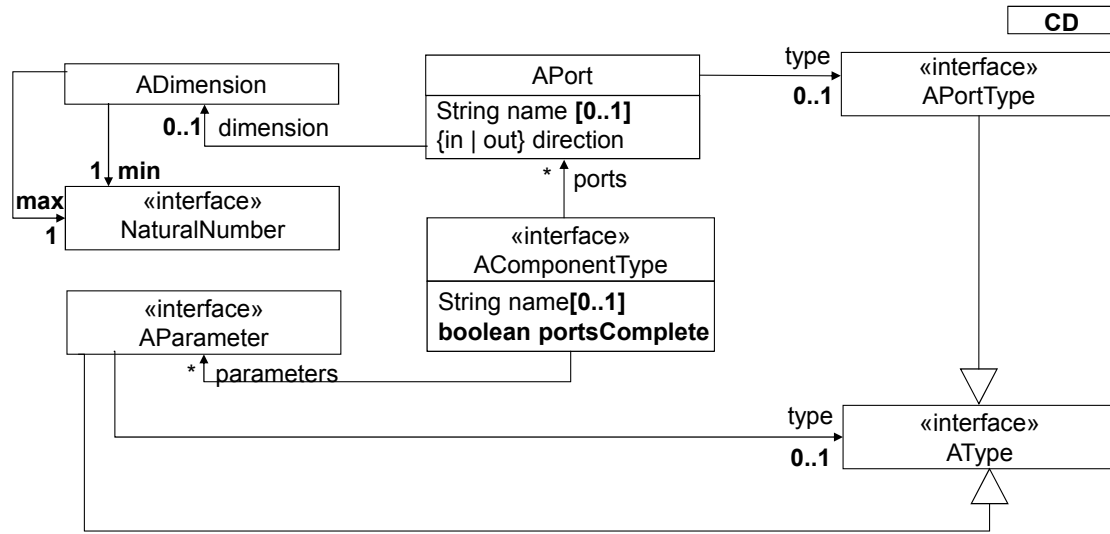 CD
ADimension
APort
String name [0..1]
{in | out} direction
type
0..1
«interface»
APortType
0..1 dimension
1 min
max
1
«interface»
NaturalNumber
* ports
«interface»
AComponentType
String name[0..1]
boolean portsComplete
«interface»
AParameter
* parameters
type
0..1
«interface»
AType